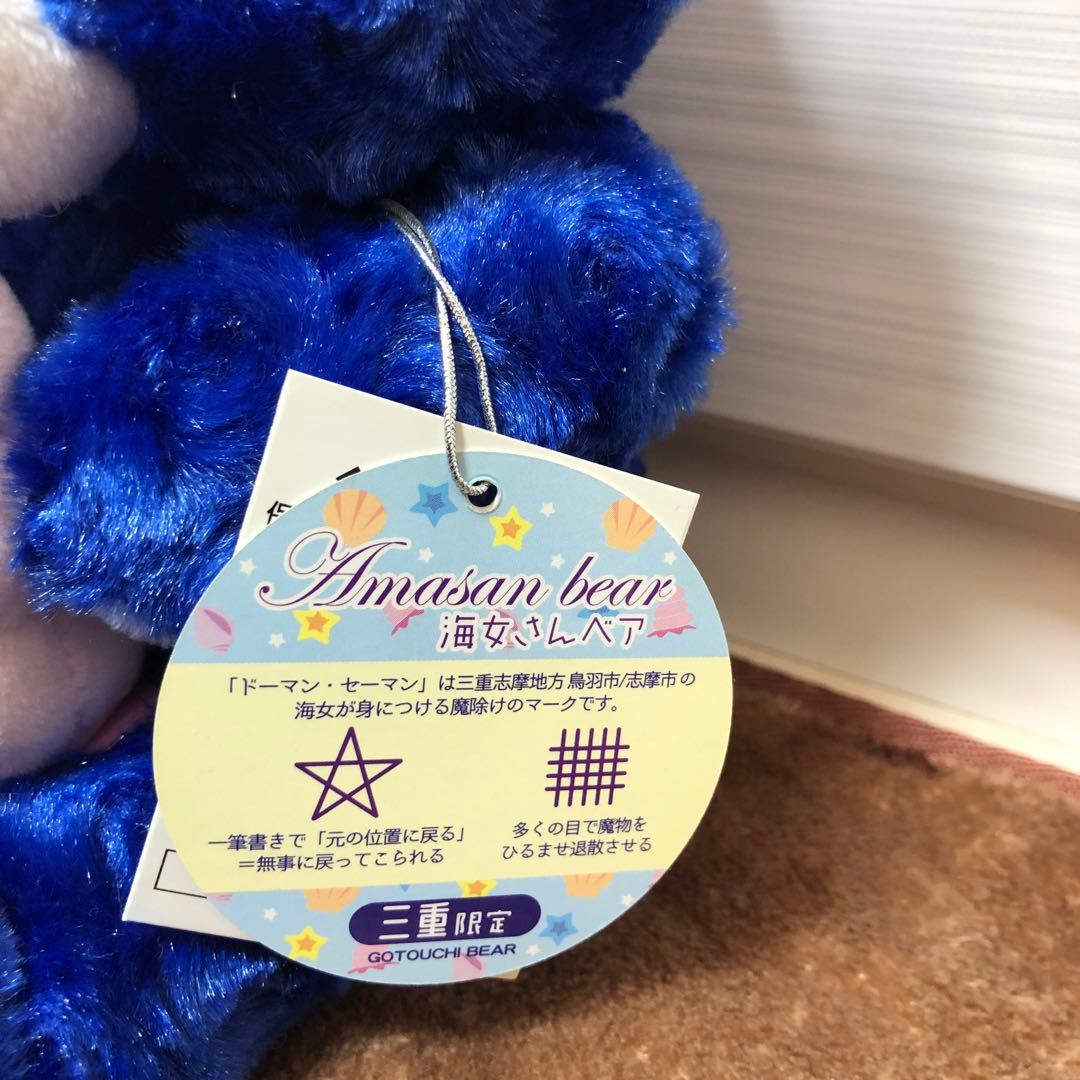 Amasan bear
海女さんベア
「ドーマン・セーマン」は三重志摩地方 鳥羽市/志摩市の
海女が身につける魔除けのマークです。
一筆書きで「元の位置に戻る」
＝無事に戻ってこられる
多くの目で魔物を
ひるませ退散させる
三重限定
GOTOUCHI BEAR